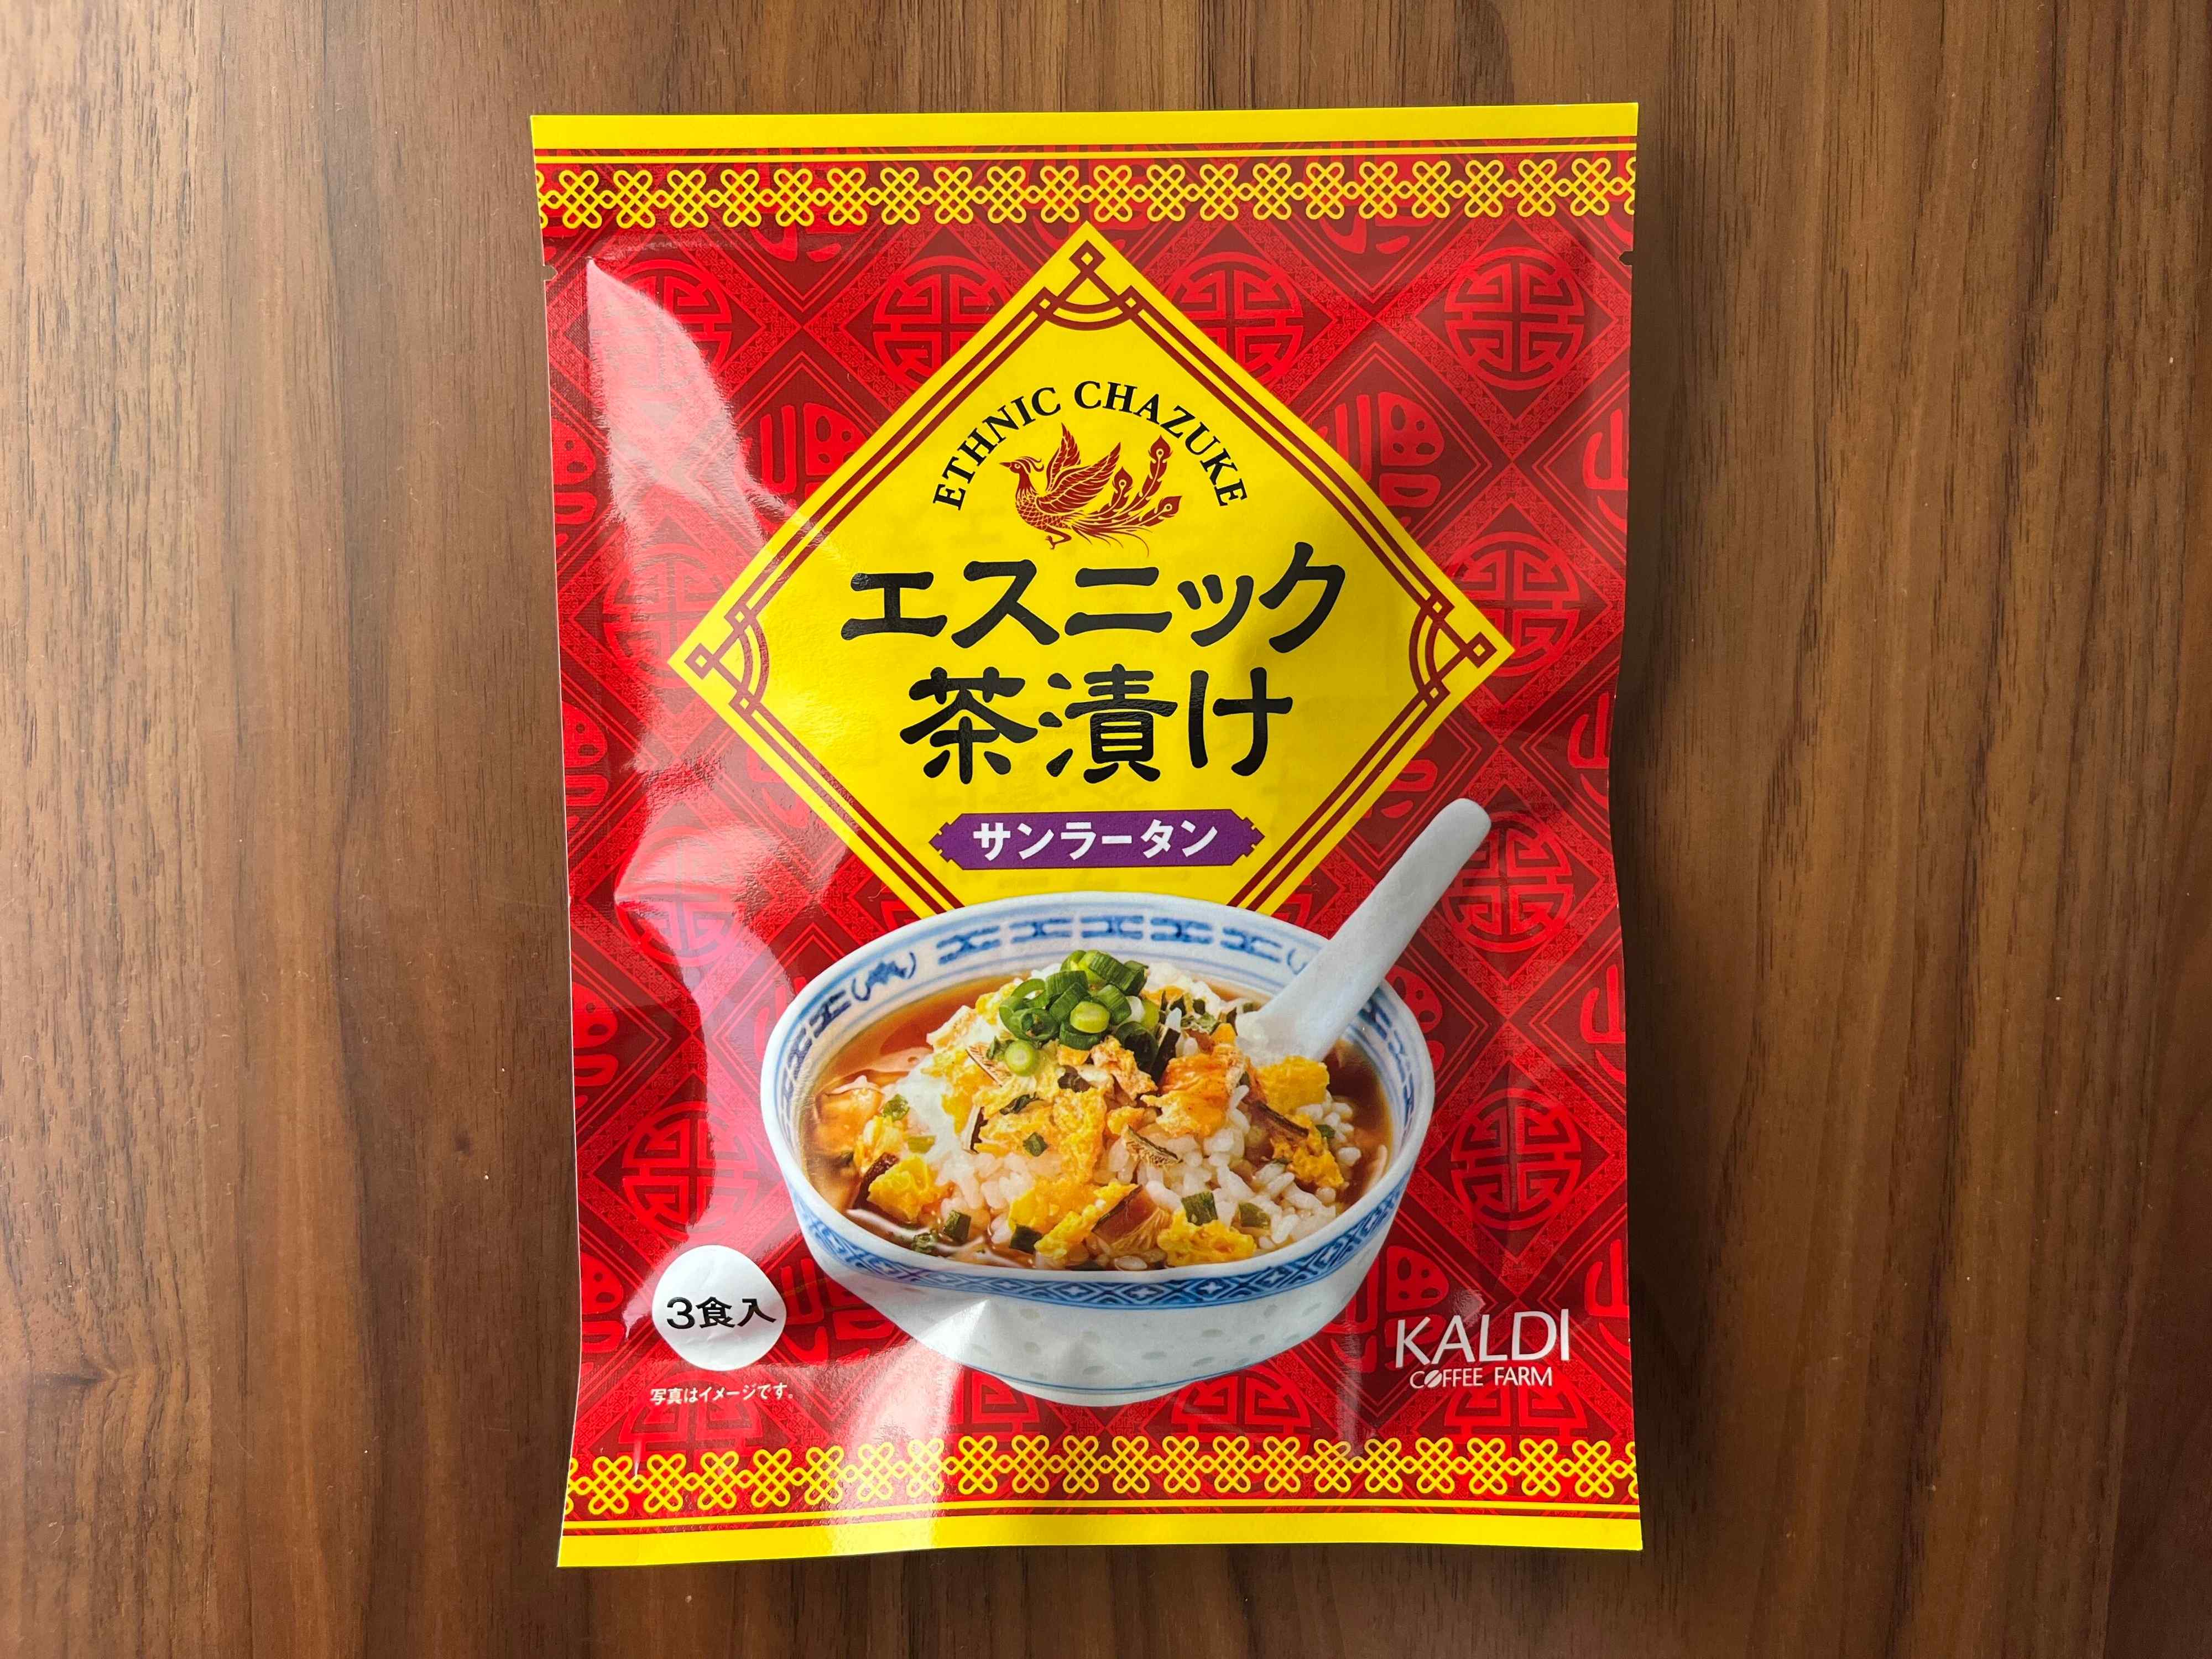 ETHNIC CHAZUKE
エスニック
茶漬け
サンラータン
3食入
写真はイメージです。
KALDI
COFFEE FARM